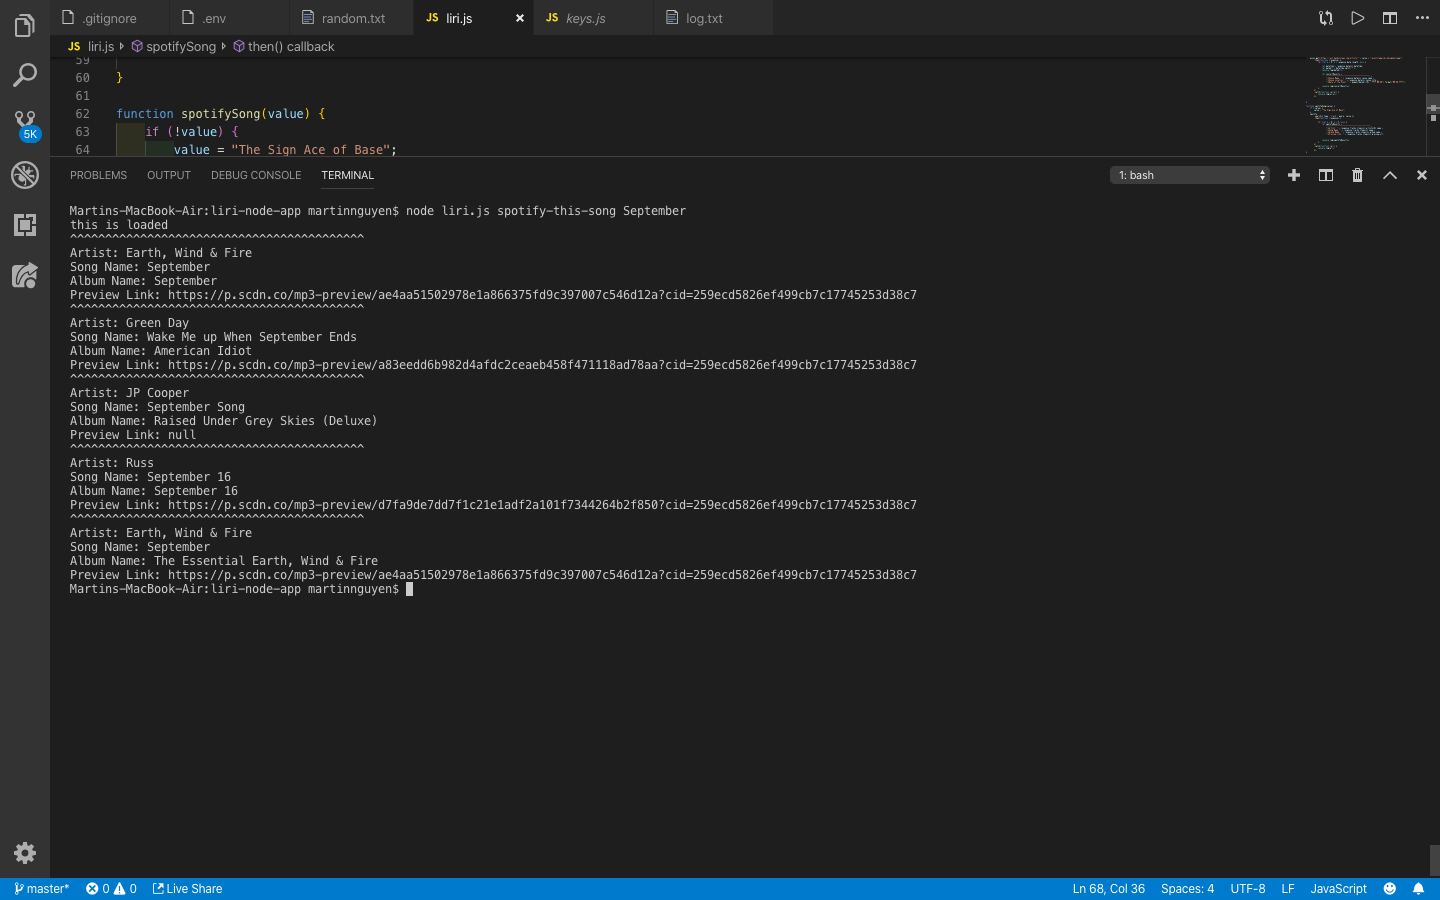 .gitignore
.env
random.txt
JS liri.js
JS keys.js
log.txt
JS liri.js spotifySong then() callback
59
60 }
61
62 function spotifySong(value) {
63 if (!value) {
64 value = "The Sign Ace of Base";
5K
PROBLEMS OUTPUT DEBUG CONSOLE TERMINAL 1: bash
Martins-MacBook-Air:liri-node-app martinnguyen$ node liri.js spotify-this-song September
this is loaded
^^^^^^^^^^^^^^^^^^^^^^^^^^^^^^^^^^^^^^^^^^
Artist: Earth, Wind & Fire
Song Name: September
Album Name: September
Preview Link: https://p.scdn.co/mp3-preview/ae4aa51502978e1a866375fd9c397007c546d12a?cid=259ecd5826ef499cb7c17745253d38c7
^^^^^^^^^^^^^^^^^^^^^^^^^^^^^^^^^^^^^^^^^^
Artist: Green Day
Song Name: Wake Me up When September Ends
Album Name: American Idiot
Preview Link: https://p.scdn.co/mp3-preview/a83eedd6b982d4afdc2ceaeb458f471118ad78aa?cid=259ecd5826ef499cb7c17745253d38c7
^^^^^^^^^^^^^^^^^^^^^^^^^^^^^^^^^^^^^^^^^^
Artist: JP Cooper
Song Name: September Song
Album Name: Raised Under Grey Skies (Deluxe)
Preview Link: null
^^^^^^^^^^^^^^^^^^^^^^^^^^^^^^^^^^^^^^^^^^
Artist: Russ
Song Name: September 16
Album Name: September 16
Preview Link: https://p.scdn.co/mp3-preview/d7fa9de7dd7f1c21e1adf2a101f7344264b2f850?cid=259ecd5826ef499cb7c17745253d38c7
^^^^^^^^^^^^^^^^^^^^^^^^^^^^^^^^^^^^^^^^^^
Artist: Earth, Wind & Fire
Song Name: September
Album Name: The Essential Earth, Wind & Fire
Preview Link: https://p.scdn.co/mp3-preview/ae4aa51502978e1a866375fd9c397007c546d12a?cid=259ecd5826ef499cb7c17745253d38c7
Martins-MacBook-Air:liri-node-app martinnguyen$
master* 0 0 Live Share Ln 68, Col 36 Spaces: 4 UTF-8 LF JavaScript